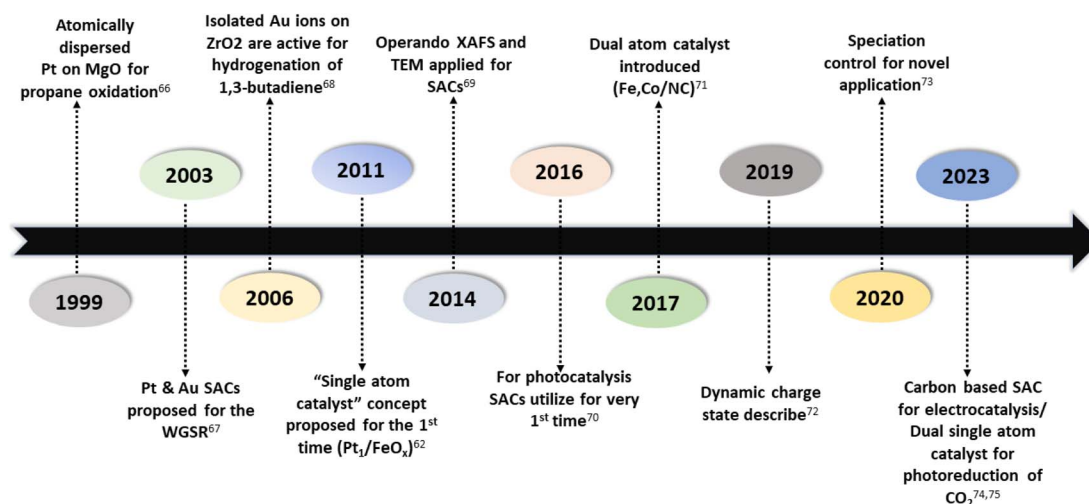 Atomically
dispersed
Pt on MgO for
propane oxidation⁶⁶
Isolated Au ions on
ZrO2 are active for
hydrogenation of
1,3-butadiene⁶⁸
Operando XAFS and
TEM applied for
SACs⁶⁹
Dual atom catalyst
introduced
(Fe,Co/NC)⁷¹
Speciation
control for novel
application⁷³
2003
2011
2016
2019
2023
1999
2006
2014
2017
2020
Pt & Au SACs
proposed for the
WGSR⁶⁷
“Single atom
catalyst” concept
proposed for the 1ˢᵗ
time (Pt₁/FeOₓ)⁶²
For photocatalysis
SACs utilize for very
1ˢᵗ time⁷⁰
Dynamic charge
state describe⁷²
Carbon based SAC
for electrocatalysis/
Dual single atom
catalyst for
photoreduction of
CO₂⁷⁴,⁷⁵